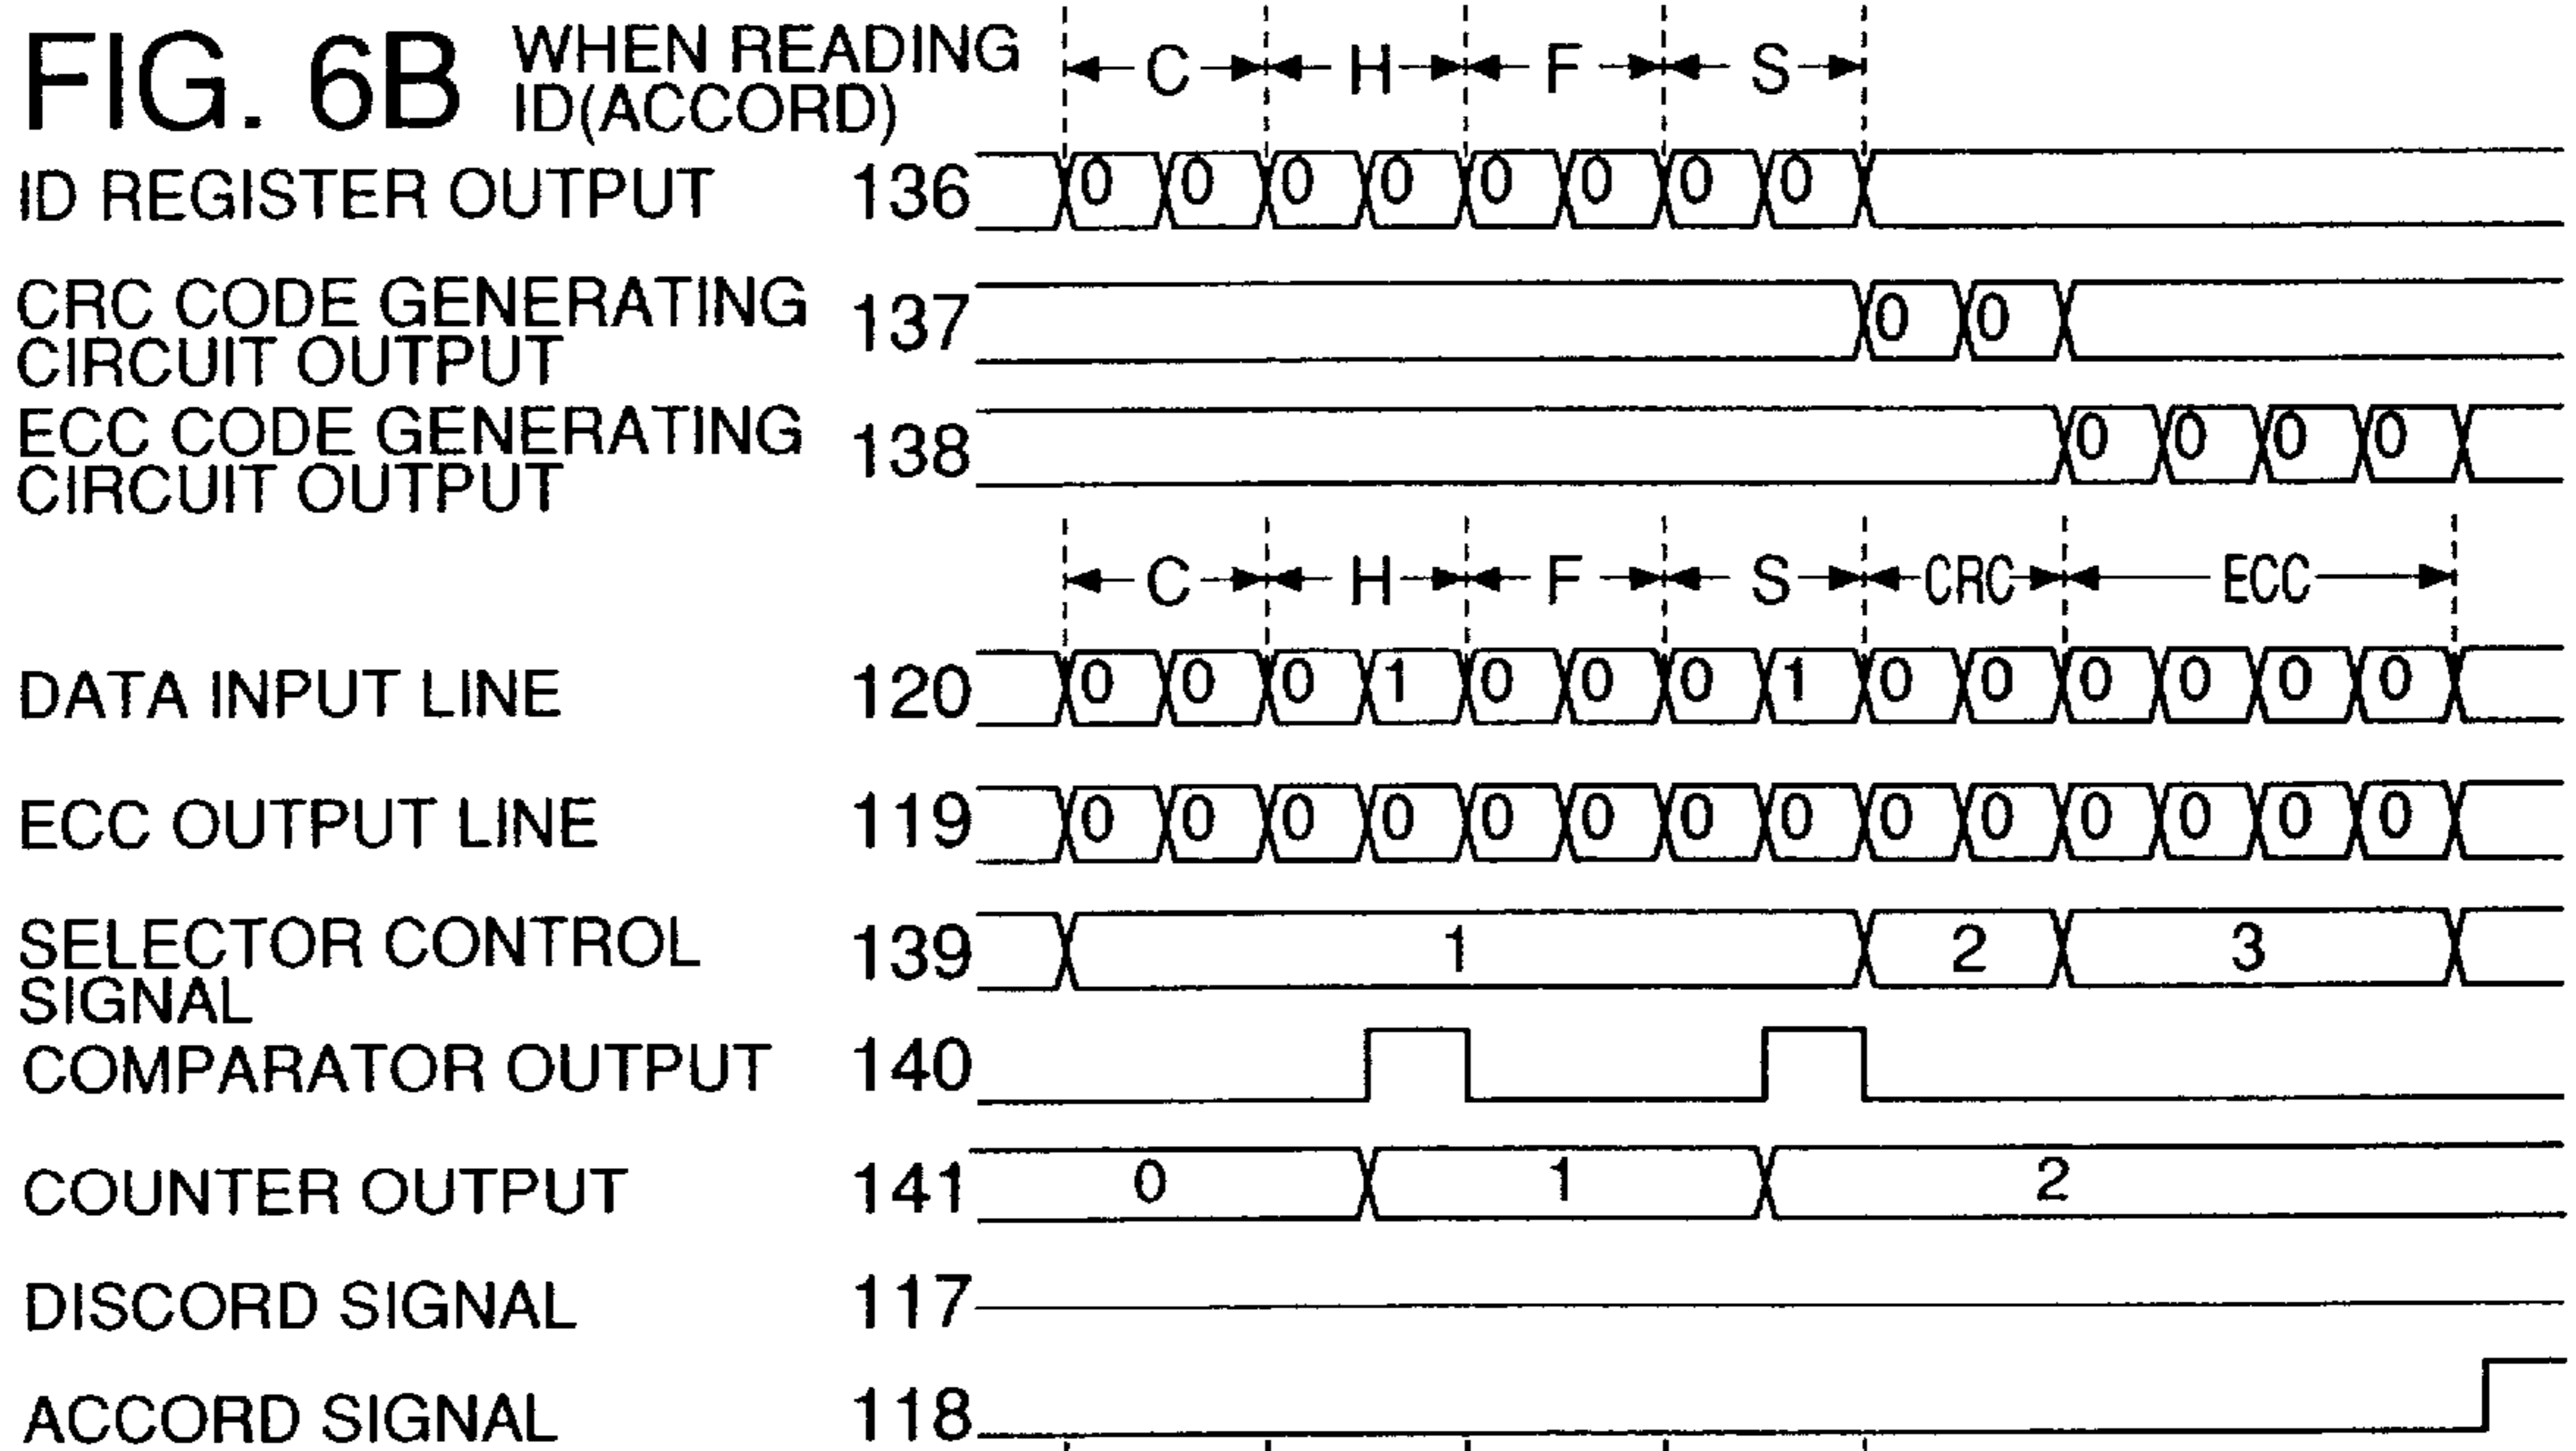 FIG. 6B WHEN READING
ID(ACCORD)
C H F S
ID REGISTER OUTPUT 136 0 0 0 0 0 0 0 0
CRC CODE GENERATING
CIRCUIT OUTPUT 137 0 0
ECC CODE GENERATING
CIRCUIT OUTPUT 138 0 0 0 0
C H F S CRC ECC
DATA INPUT LINE 120 0 0 0 1 0 0 0 1 0 0 0 0 0 0
ECC OUTPUT LINE 119 0 0 0 0 0 0 0 0 0 0 0 0 0 0
SELECTOR CONTROL
SIGNAL 139 1 2 3
COMPARATOR OUTPUT 140
COUNTER OUTPUT 141 0 1 2
DISCORD SIGNAL 117
ACCORD SIGNAL 118